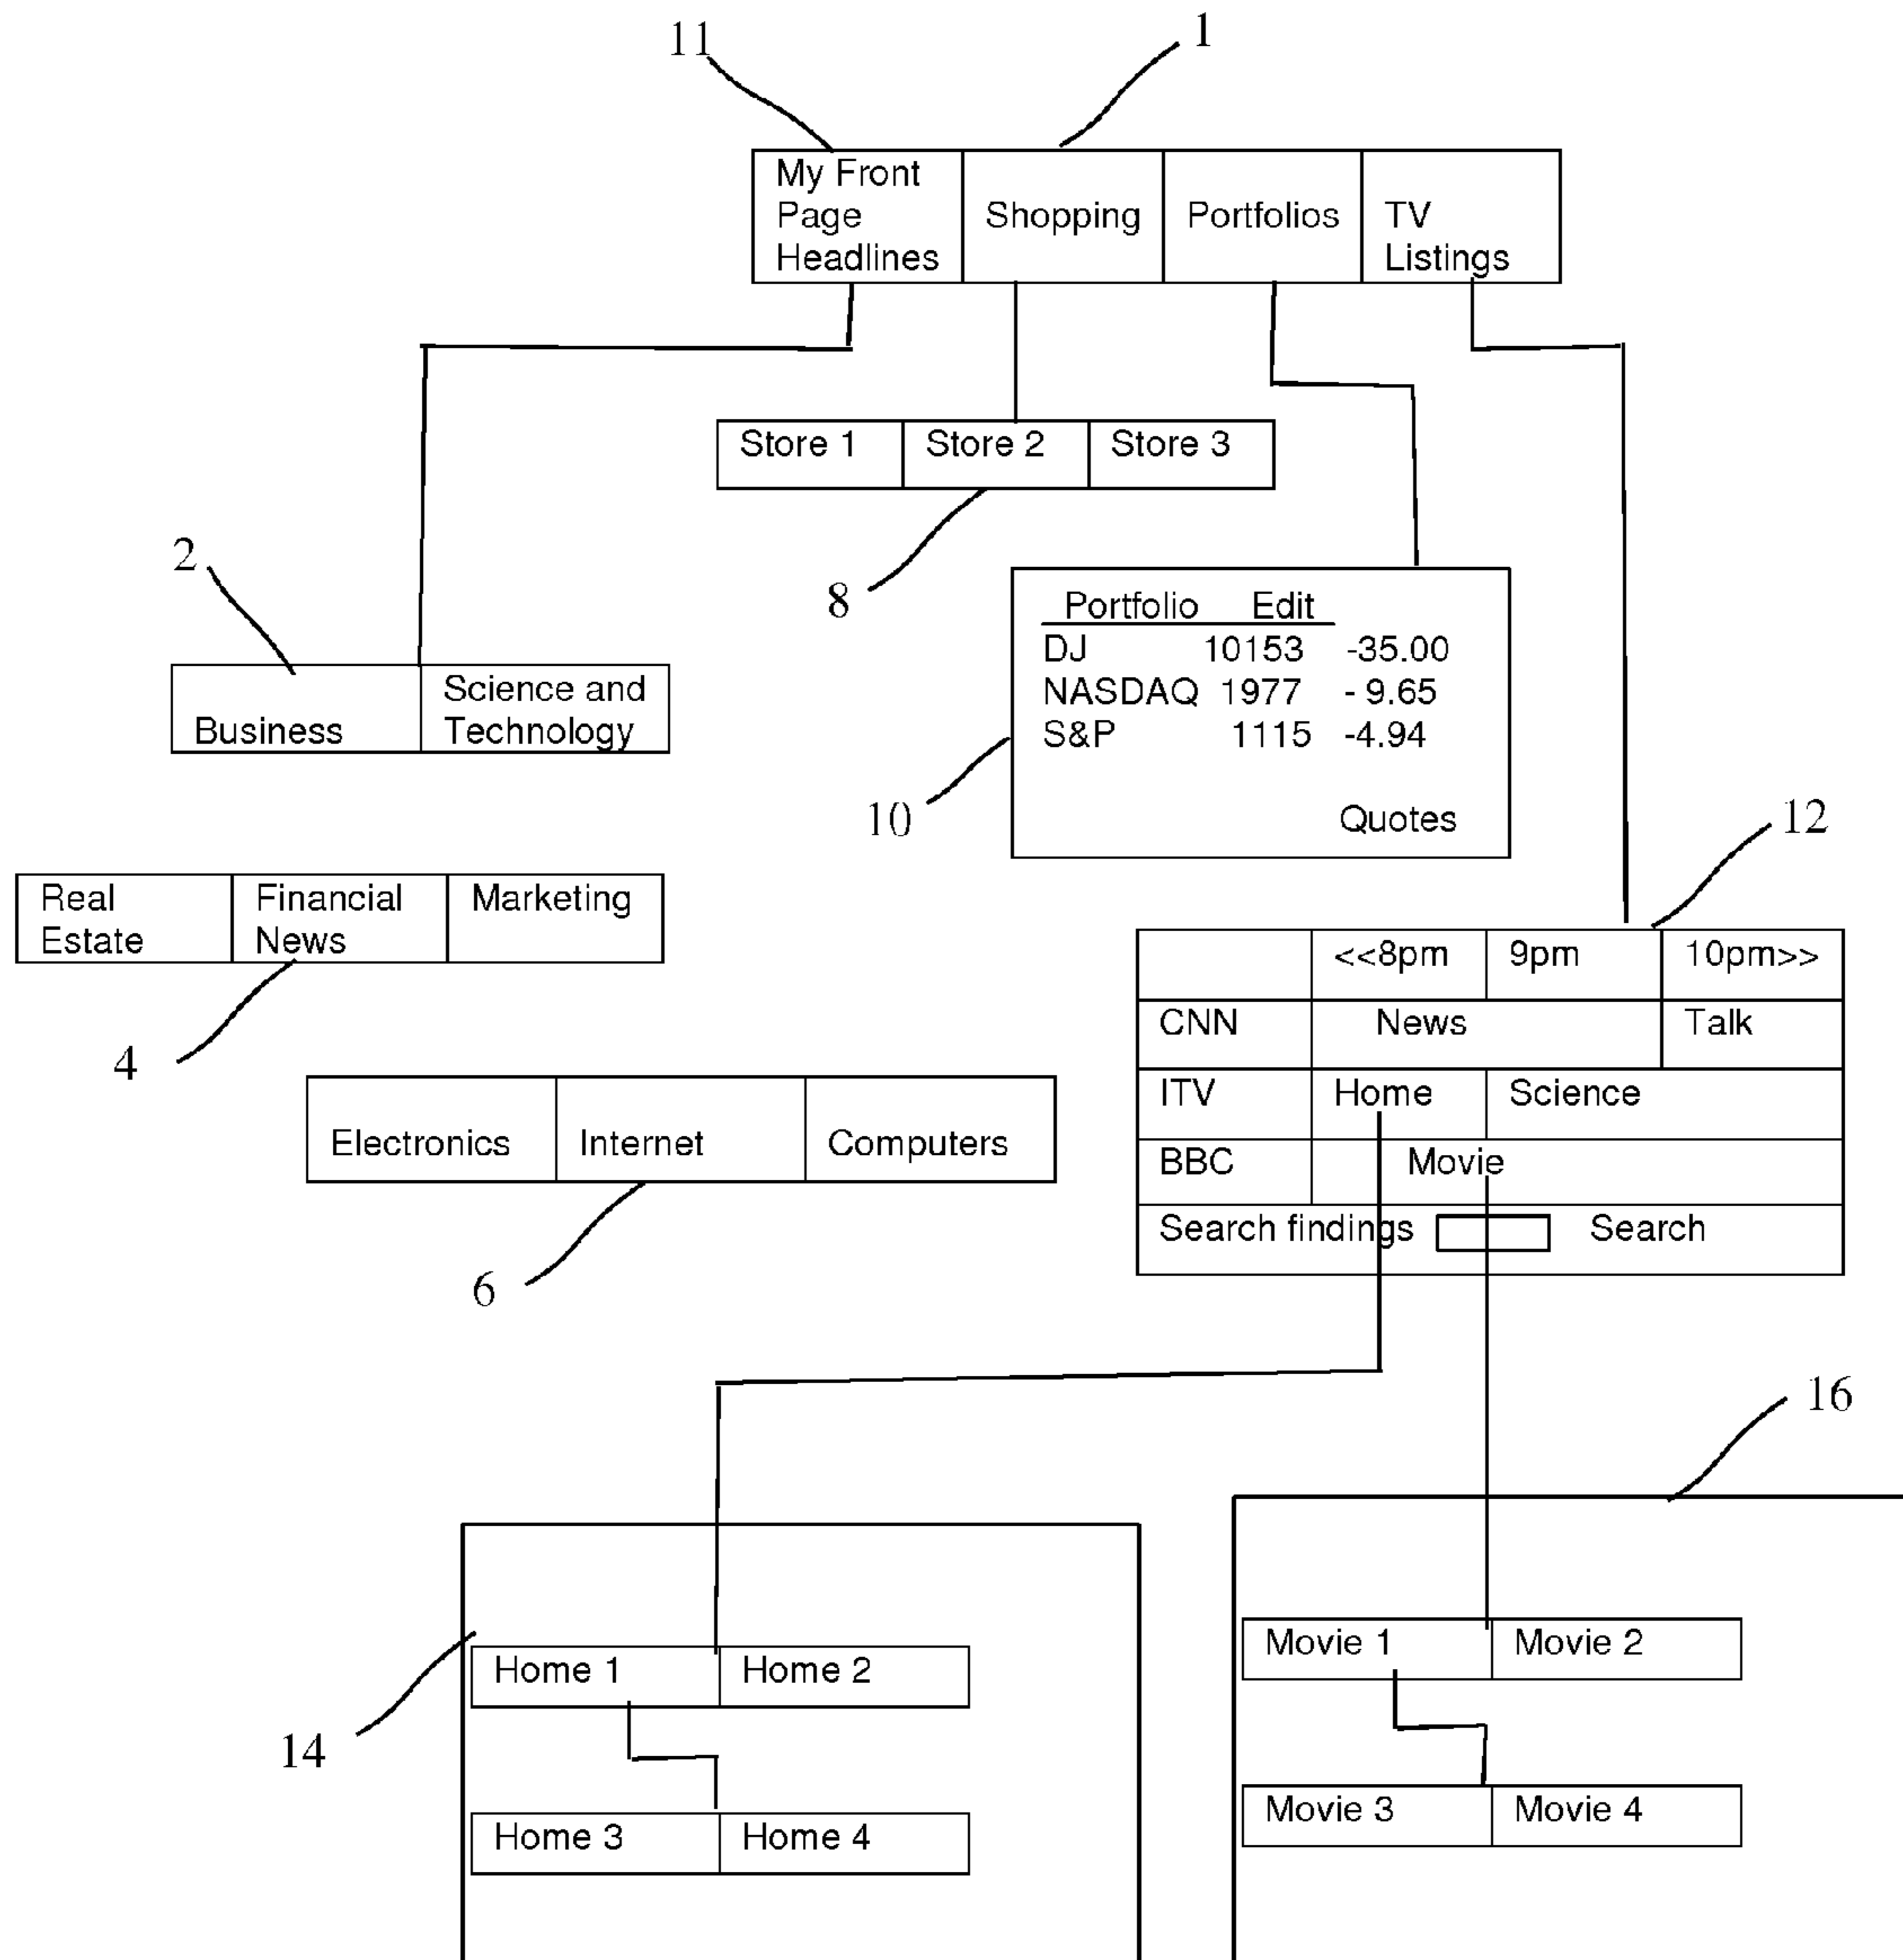 11
1
My Front
Page
Headlines
Shopping
Portfolios
TV
Listings
Store 1
Store 2
Store 3
8
2
Business
Science and
Technology
Portfolio Edit
DJ 10153 -35.00
NASDAQ 1977 - 9.65
S&P 1115 -4.94
Quotes
10
12
Real
Estate
Financial
News
Marketing
4
<<8pm 9pm 10pm>>
CNN News Talk
ITV Home Science
BBC Movie
Search findings Search
Electronics Internet Computers
6
16
14
Home 1 Home 2
Home 3 Home 4
Movie 1 Movie 2
Movie 3 Movie 4